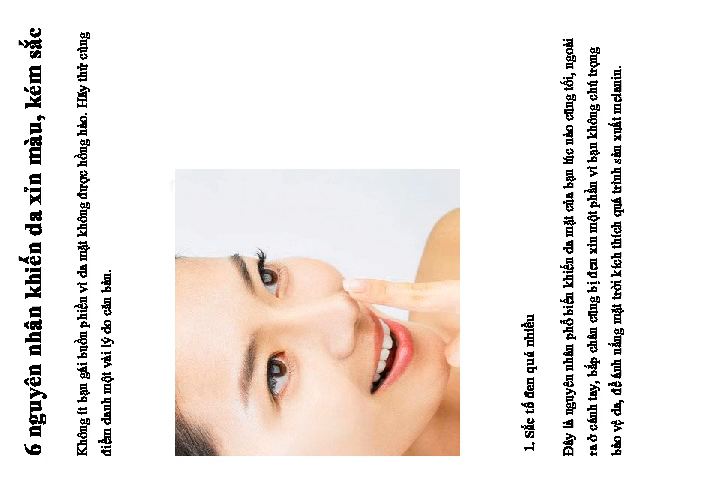 6 nguyên nhân khiến da xỉn màu, kém sắc
Không ít bạn gái buồn phiền vì da mặt không được hồng hào. Hãy thử cùng
điểm danh một vài lý do căn bản.
1. Sắc tố đen quá nhiều
Đây là nguyên nhân phổ biến khiến da mặt của bạn lúc nào cũng tối, ngoài
ra ở cánh tay, bắp chân cũng bị đen xỉn một phần vì bạn không chú trọng
bảo vệ da, để ánh nắng mặt trời kích thích quá trình sản xuất melanin.